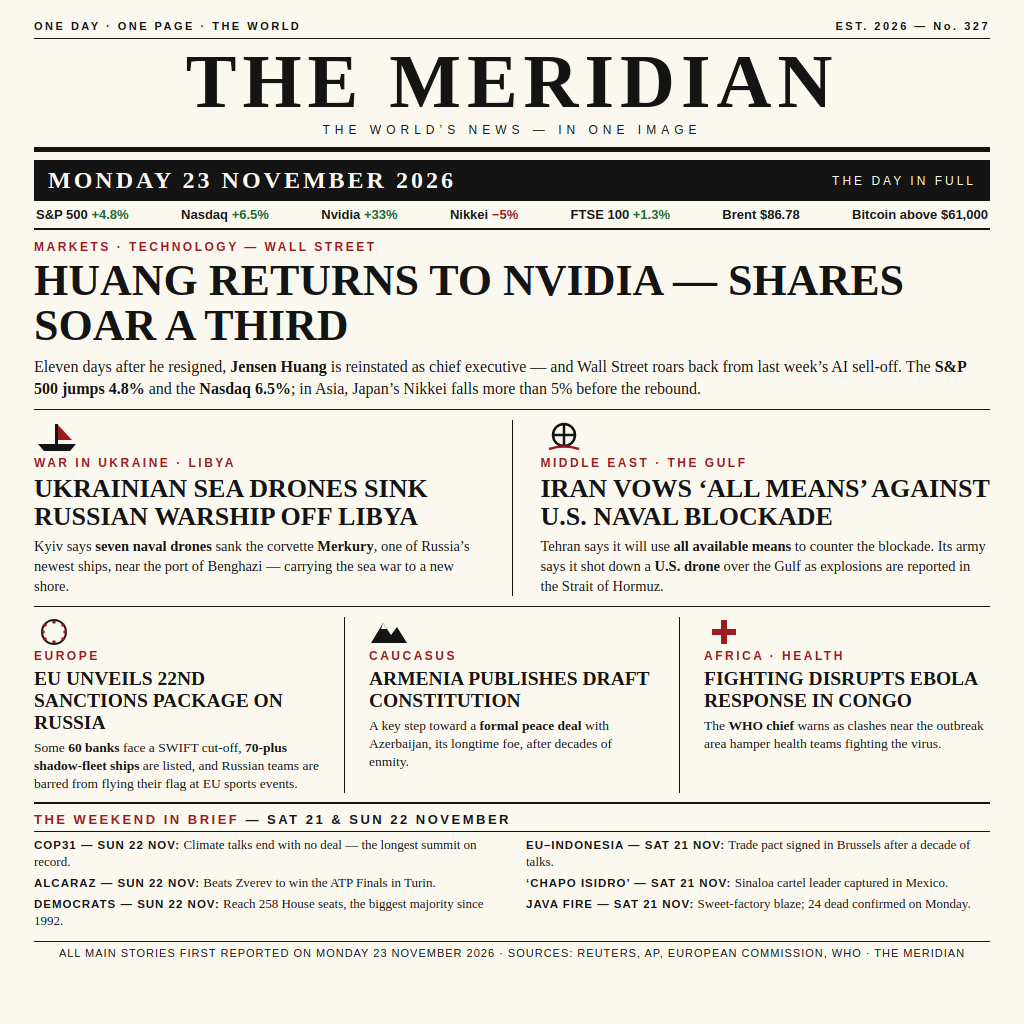 ONE DAY · ONE PAGE · THE WORLD
EST. 2026 — No. 327
THE MERIDIAN
THE WORLD’S NEWS — IN ONE IMAGE
MONDAY 23 NOVEMBER 2026
THE DAY IN FULL
S&P 500 +4.8% Nasdaq +6.5% Nvidia +33% Nikkei −5% FTSE 100 +1.3% Brent $86.78 Bitcoin above $61,000
MARKETS · TECHNOLOGY — WALL STREET
HUANG RETURNS TO NVIDIA — SHARES
SOAR A THIRD
Eleven days after he resigned, Jensen Huang is reinstated as chief executive — and Wall Street roars back from last week’s AI sell-off. The S&P
500 jumps 4.8% and the Nasdaq 6.5%; in Asia, Japan’s Nikkei falls more than 5% before the rebound.
WAR IN UKRAINE · LIBYA
UKRAINIAN SEA DRONES SINK
RUSSIAN WARSHIP OFF LIBYA
Kyiv says seven naval drones sank the corvette Merkury, one of Russia’s
newest ships, near the port of Benghazi — carrying the sea war to a new
shore.
MIDDLE EAST · THE GULF
IRAN VOWS ‘ALL MEANS’ AGAINST
U.S. NAVAL BLOCKADE
Tehran says it will use all available means to counter the blockade. Its army
says it shot down a U.S. drone over the Gulf as explosions are reported in
the Strait of Hormuz.
EUROPE
EU UNVEILS 22ND
SANCTIONS PACKAGE ON
RUSSIA
Some 60 banks face a SWIFT cut-off, 70-plus
shadow-fleet ships are listed, and Russian teams are
barred from flying their flag at EU sports events.
CAUCASUS
ARMENIA PUBLISHES DRAFT
CONSTITUTION
A key step toward a formal peace deal with
Azerbaijan, its longtime foe, after decades of
enmity.
AFRICA · HEALTH
FIGHTING DISRUPTS EBOLA
RESPONSE IN CONGO
The WHO chief warns as clashes near the outbreak
area hamper health teams fighting the virus.
THE WEEKEND IN BRIEF — SAT 21 & SUN 22 NOVEMBER
COP31 — SUN 22 NOV: Climate talks end with no deal — the longest summit on
record.
ALCARAZ — SUN 22 NOV: Beats Zverev to win the ATP Finals in Turin.
DEMOCRATS — SUN 22 NOV: Reach 258 House seats, the biggest majority since
1992.
EU–INDONESIA — SAT 21 NOV: Trade pact signed in Brussels after a decade of
talks.
‘CHAPO ISIDRO’ — SAT 21 NOV: Sinaloa cartel leader captured in Mexico.
JAVA FIRE — SAT 21 NOV: Sweet-factory blaze; 24 dead confirmed on Monday.
ALL MAIN STORIES FIRST REPORTED ON MONDAY 23 NOVEMBER 2026 · SOURCES: REUTERS, AP, EUROPEAN COMMISSION, WHO · THE MERIDIAN